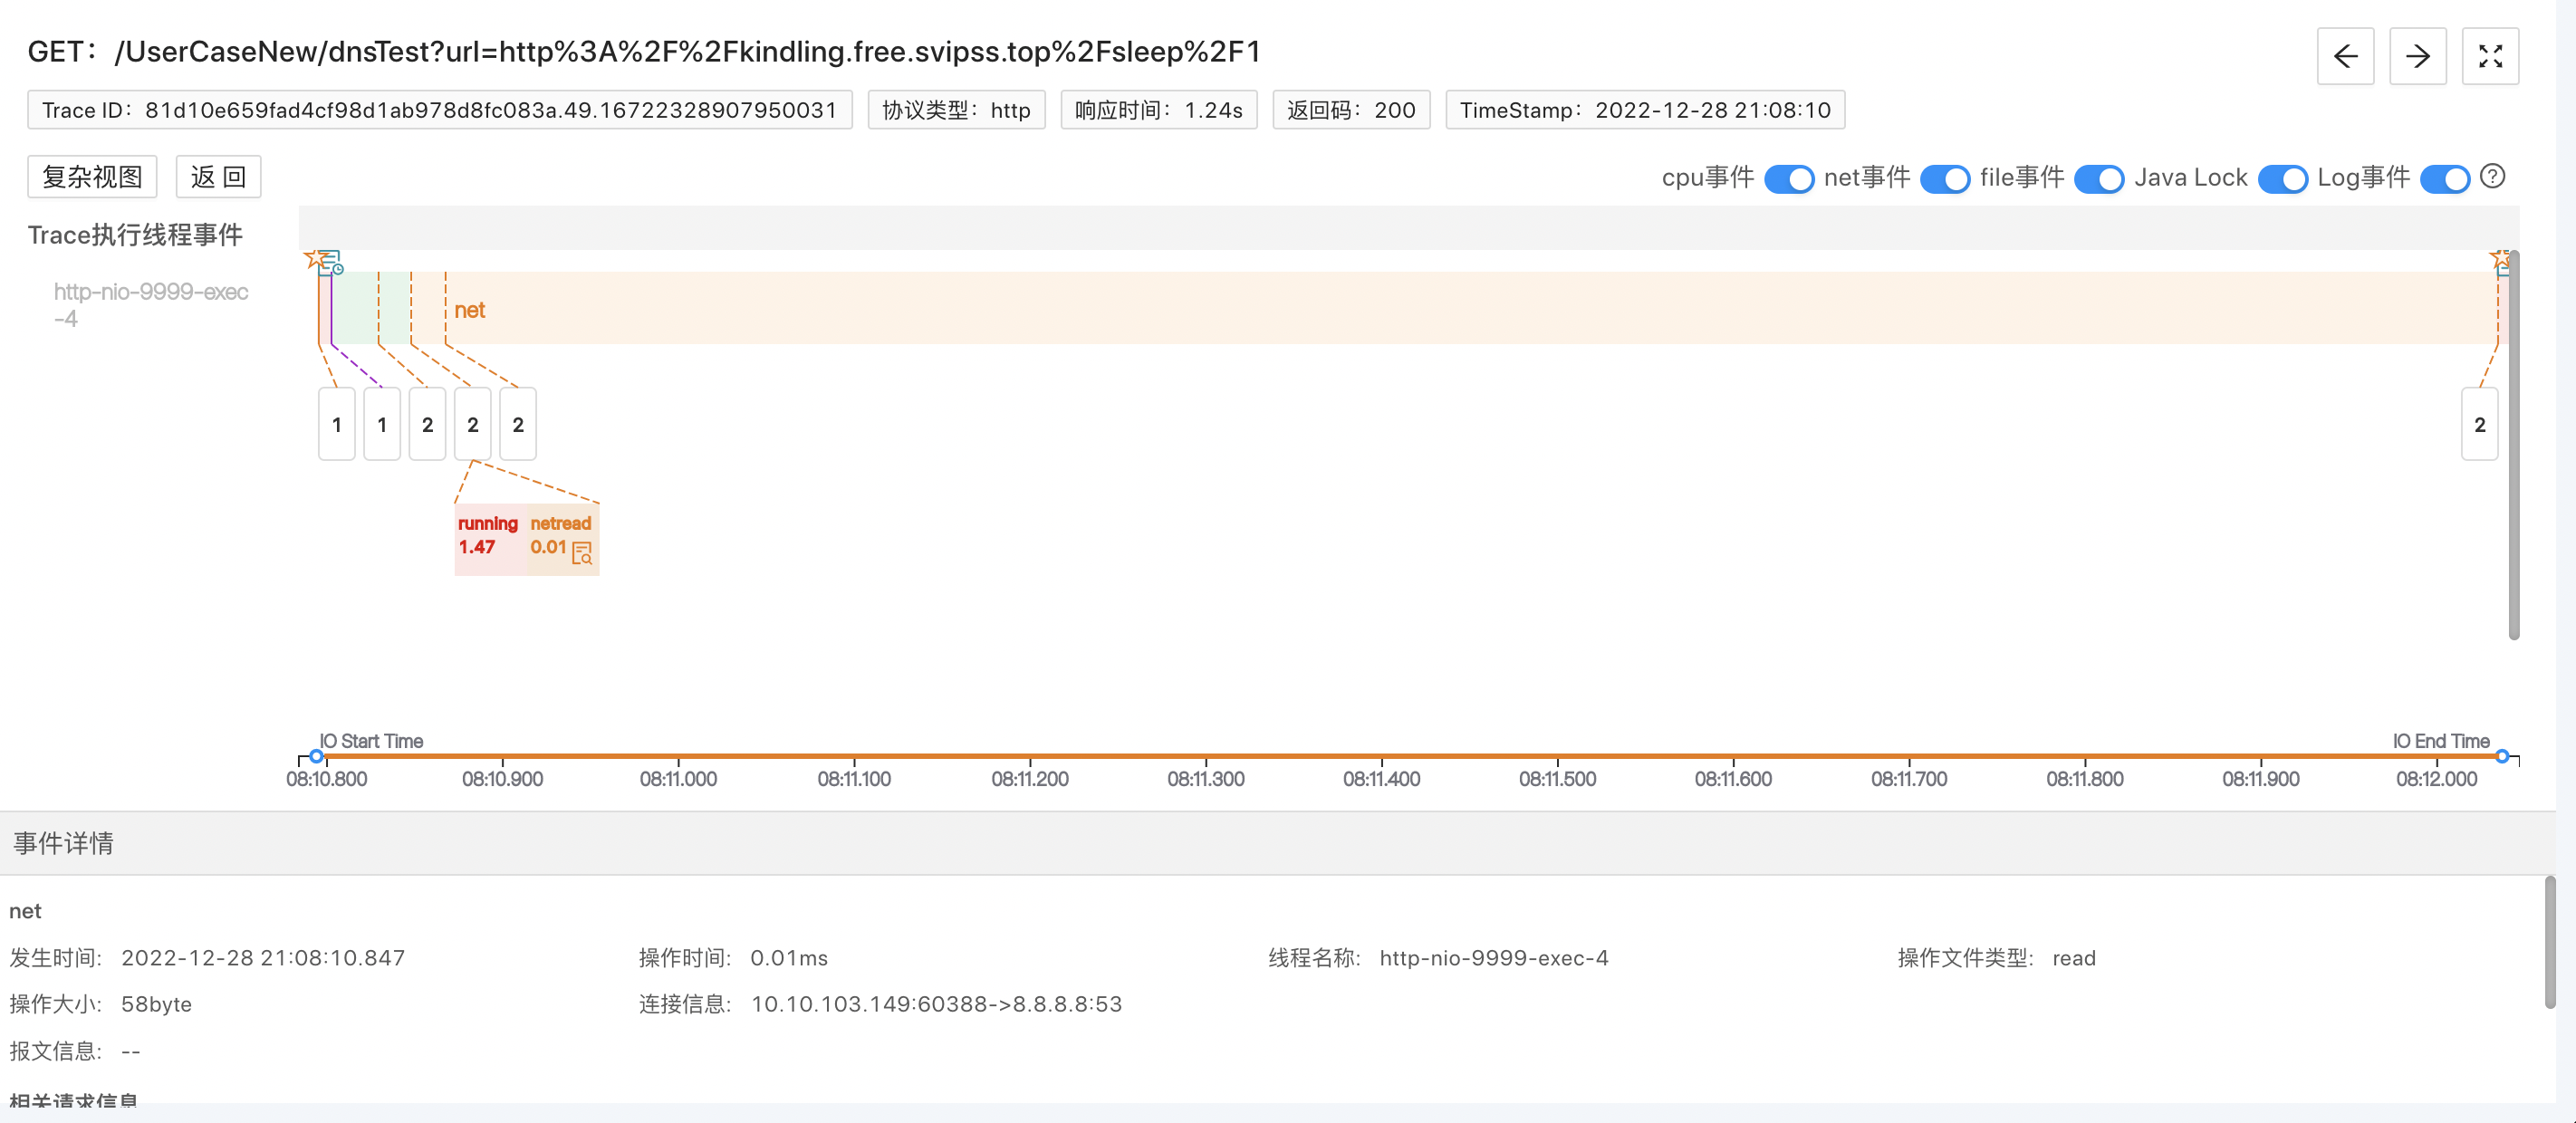 GET：/UserCaseNew/dnsTest?url=http%3A%2F%2Fkindling.free.svipss.top%2Fsleep%2F1
Trace ID：81d10e659fad4cf98d1ab978d8fc083a.49.16722328907950031 协议类型：http 响应时间：1.24s 返回码：200 TimeStamp：2022-12-28 21:08:10
复杂视图 返 回 cpu事件 net事件 file事件 Java Lock Log事件 ?
Trace执行线程事件
http-nio-9999-exec
-4
net
1 1 2 2 2 2
running netread
1.47 0.01
IO Start Time IO End Time
08:10.800 08:10.900 08:11.000 08:11.100 08:11.200 08:11.300 08:11.400 08:11.500 08:11.600 08:11.700 08:11.800 08:11.900 08:12.000
事件详情
net
发生时间: 2022-12-28 21:08:10.847 操作时间: 0.01ms 线程名称: http-nio-9999-exec-4 操作文件类型: read
操作大小: 58byte 连接信息: 10.10.103.149:60388->8.8.8.8:53
报文信息: --
相关请求信息